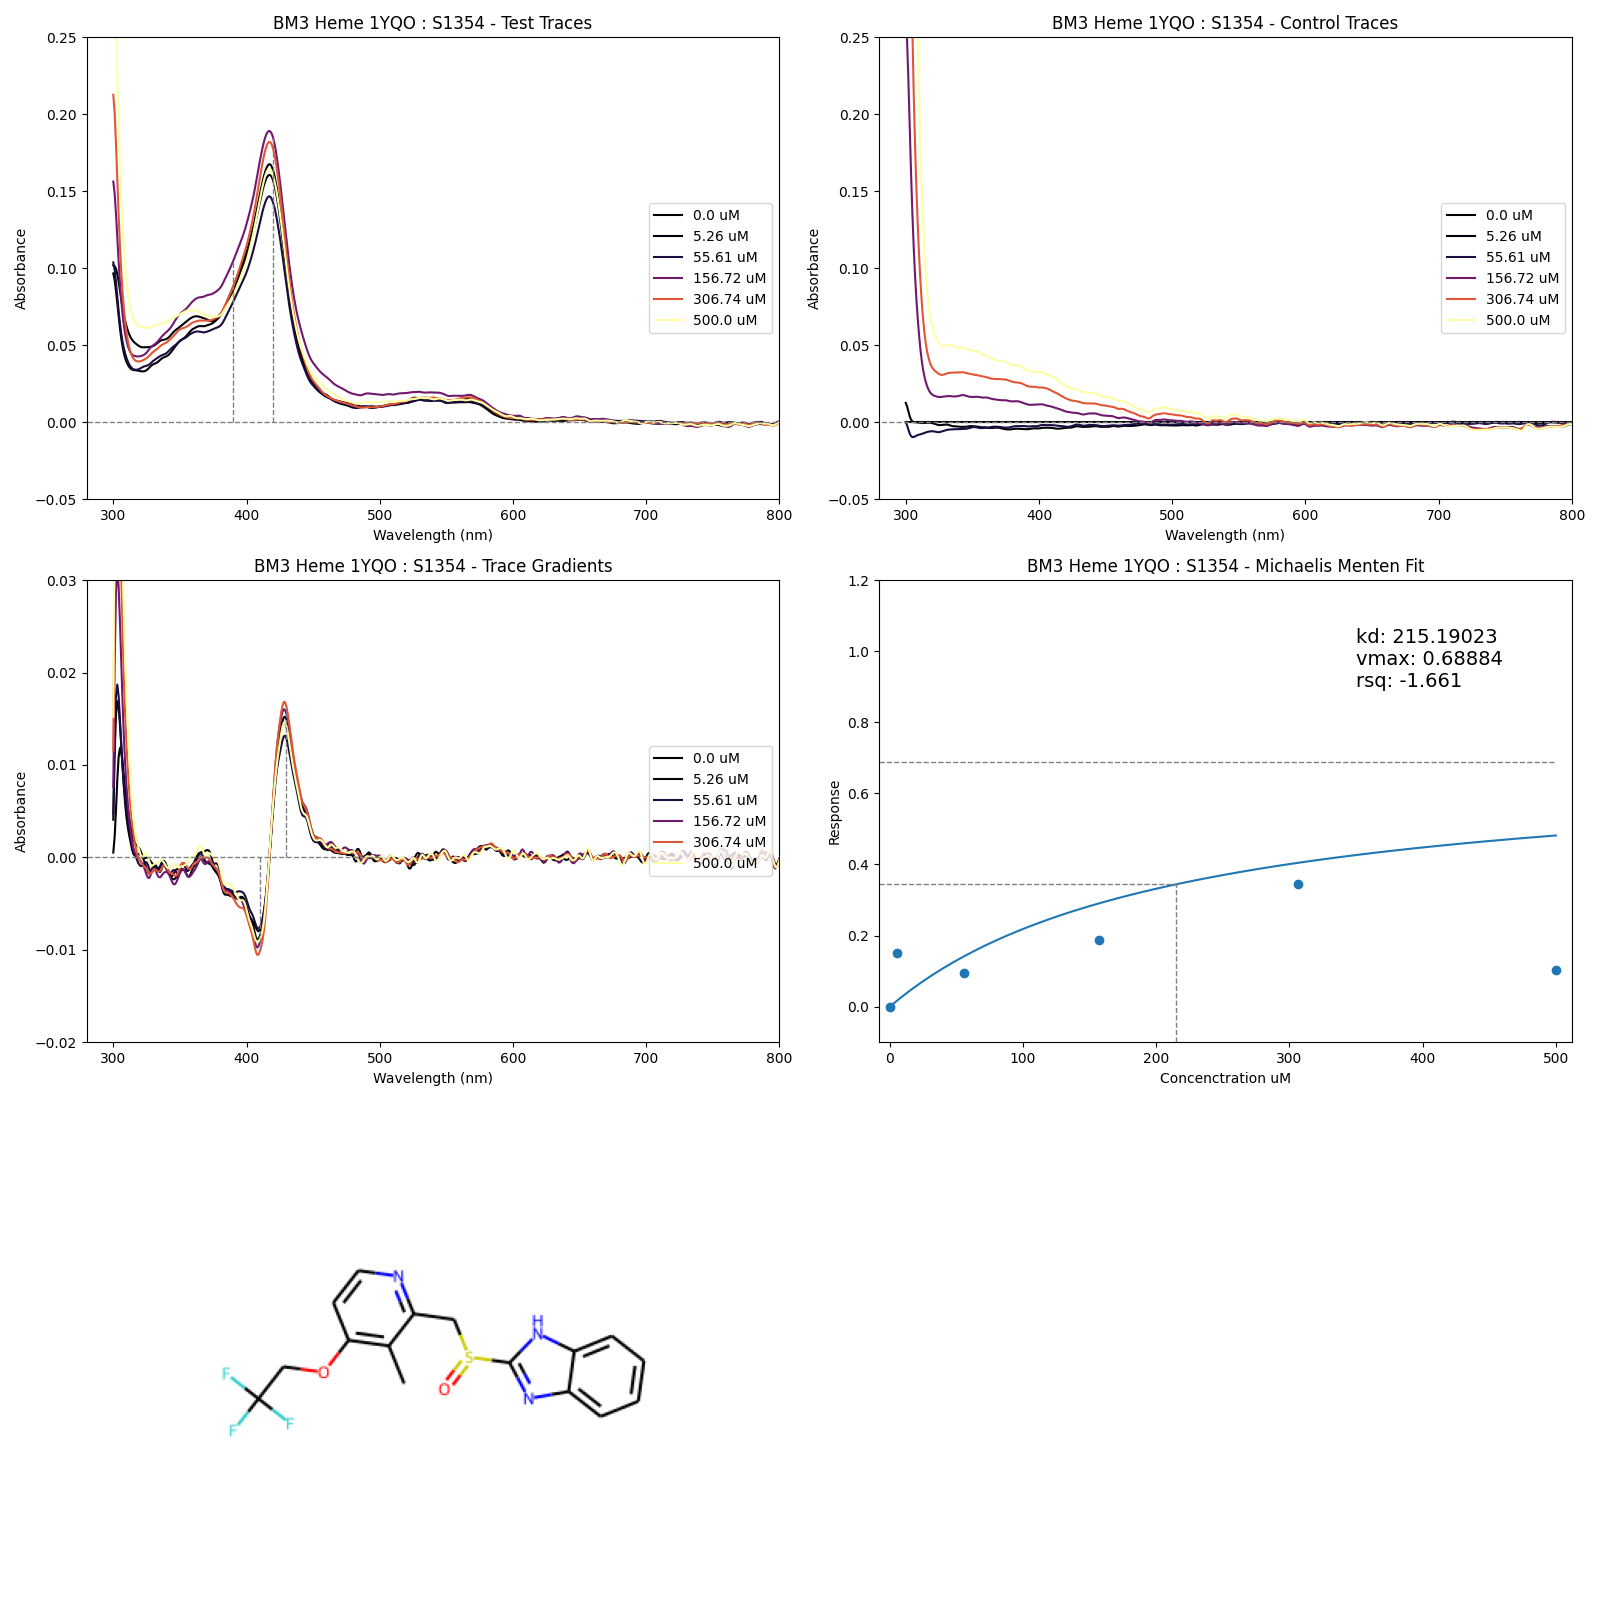 BM3 Heme 1YQO : S1354 - Test Traces
0.25
0.20
0.15
0.10
0.05
0.00
−0.05
Absorbance
300 400 500 600 700 800
Wavelength (nm)
0.0 uM
5.26 uM
55.61 uM
156.72 uM
306.74 uM
500.0 uM
BM3 Heme 1YQO : S1354 - Control Traces
0.25
0.20
0.15
0.10
0.05
0.00
−0.05
Absorbance
300 400 500 600 700 800
Wavelength (nm)
0.0 uM
5.26 uM
55.61 uM
156.72 uM
306.74 uM
500.0 uM
BM3 Heme 1YQO : S1354 - Trace Gradients
0.03
0.02
0.01
0.00
−0.01
−0.02
Absorbance
300 400 500 600 700 800
Wavelength (nm)
0.0 uM
5.26 uM
55.61 uM
156.72 uM
306.74 uM
500.0 uM
BM3 Heme 1YQO : S1354 - Michaelis Menten Fit
1.2
1.0
0.8
0.6
0.4
0.2
0.0
Response
kd: 215.19023
vmax: 0.68884
rsq: -1.661
0 100 200 300 400 500
Concenctration uM
N
H
N
S
O
N
O
F
F
F